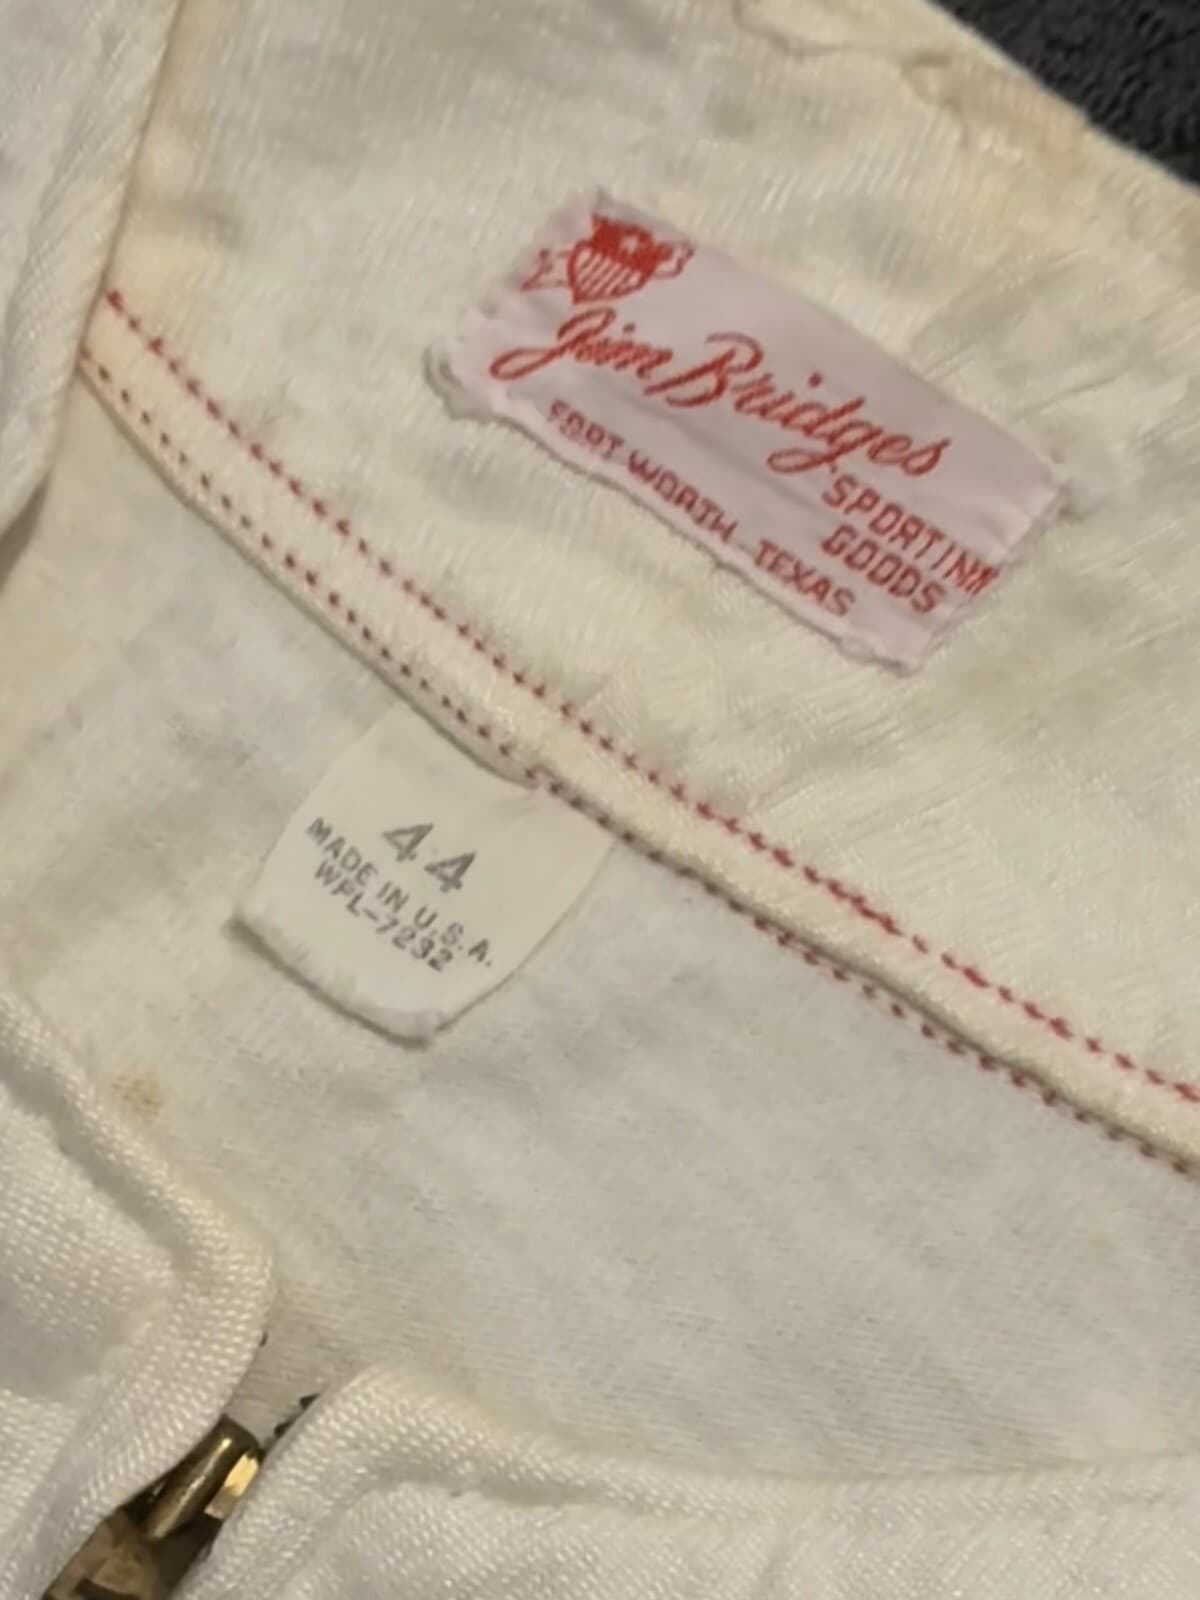 Jim Bridges
SPORTING
GOODS
FORT WORTH, TEXAS
44
MADE IN U.S.A.
WPL-7232